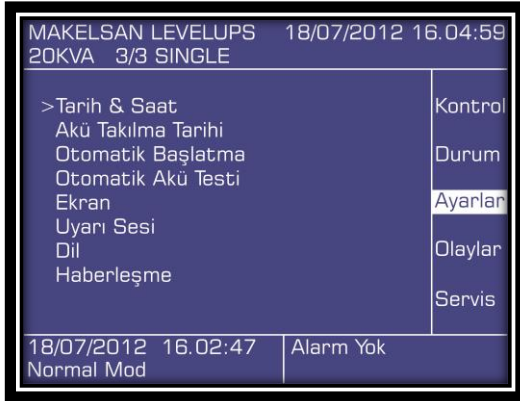 MAKELSAN LEVELUPS 18/07/2012 16.04:59
20KVA 3/3 SINGLE
>Tarih & Saat
Akü Takılma Tarihi
Otomatik Başlatma
Otomatik Akü Testi
Ekran
Uyarı Sesi
Dil
Haberleşme
Kontrol
Durum
Ayarlar
Olaylar
Servis
18/07/2012 16.02:47 Alarm Yok
Normal Mod